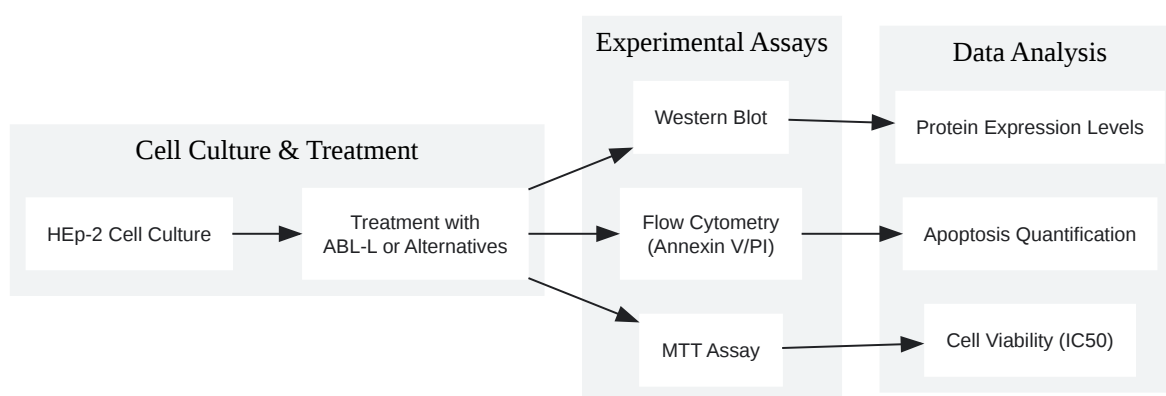 Cell Culture & Treatment
HEp-2 Cell Culture
Treatment with
ABL-L or Alternatives
Experimental Assays
Western Blot
Flow Cytometry
(Annexin V/PI)
MTT Assay
Data Analysis
Protein Expression Levels
Apoptosis Quantification
Cell Viability (IC50)